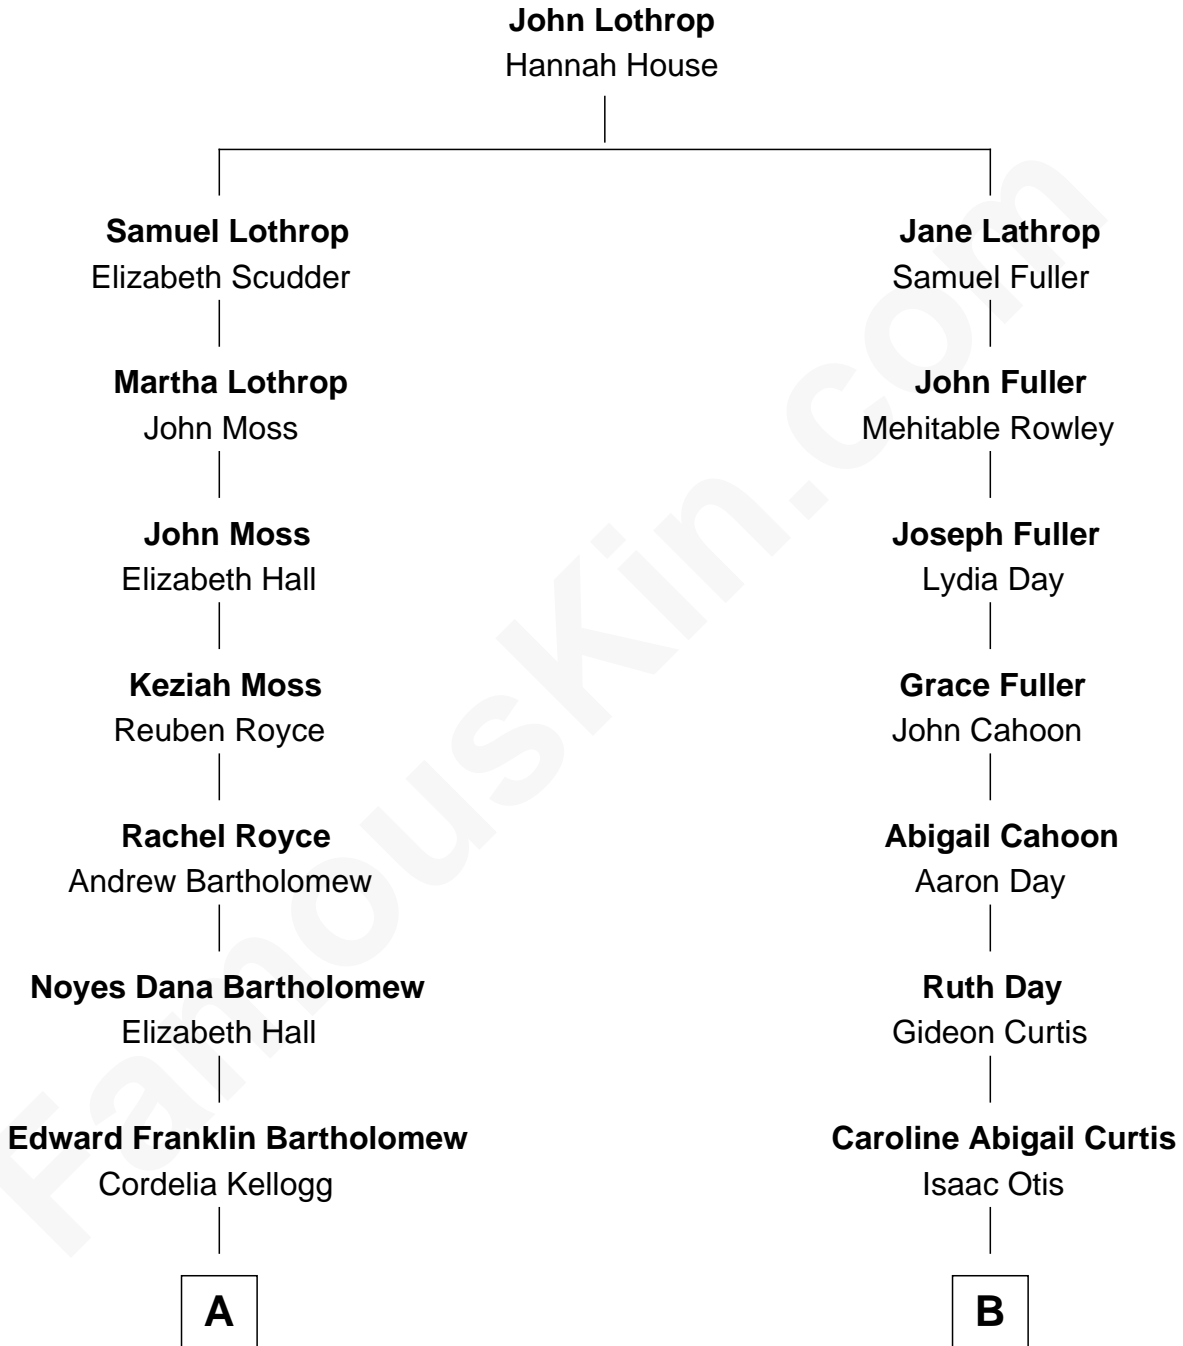 John Lothrop
Hannah House
Samuel Lothrop
Elizabeth Scudder
Jane Lathrop
Samuel Fuller
Martha Lothrop
John Moss
John Fuller
Mehitable Rowley
John Moss
Elizabeth Hall
Joseph Fuller
Lydia Day
Keziah Moss
Reuben Royce
Grace Fuller
John Cahoon
Rachel Royce
Andrew Bartholomew
Abigail Cahoon
Aaron Day
Noyes Dana Bartholomew
Elizabeth Hall
Ruth Day
Gideon Curtis
Edward Franklin Bartholomew
Cordelia Kellogg
Caroline Abigail Curtis
Isaac Otis
A
B
FamousKin.com